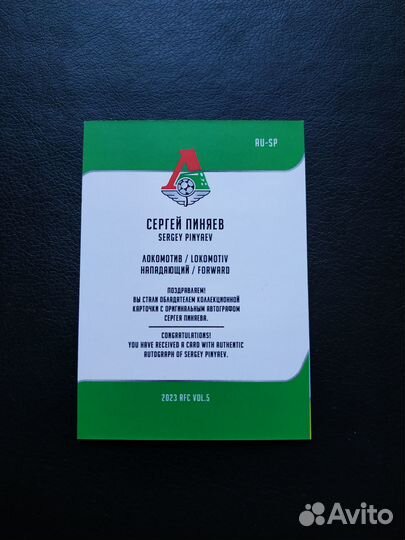 AU-SP
СЕРГЕЙ ПИНЯЕВ
SERGEY PINYAEV
ЛОКОМОТИВ / LOKOMOTIV
НАПАДАЮЩИЙ / FORWARD
ПОЗДРАВЛЯЕМ!
ВЫ СТАЛИ ОБЛАДАТЕЛЕМ КОЛЛЕКЦИОННОЙ
КАРТОЧКИ С ОРИГИНАЛЬНЫМ АВТОГРАФОМ
СЕРГЕЯ ПИНЯЕВА.
CONGRATULATIONS!
YOU HAVE RECEIVED A CARD WITH AUTHENTIC
AUTOGRAPH OF SERGEY PINYAEV.
2023 RFC VOL.5
Avito